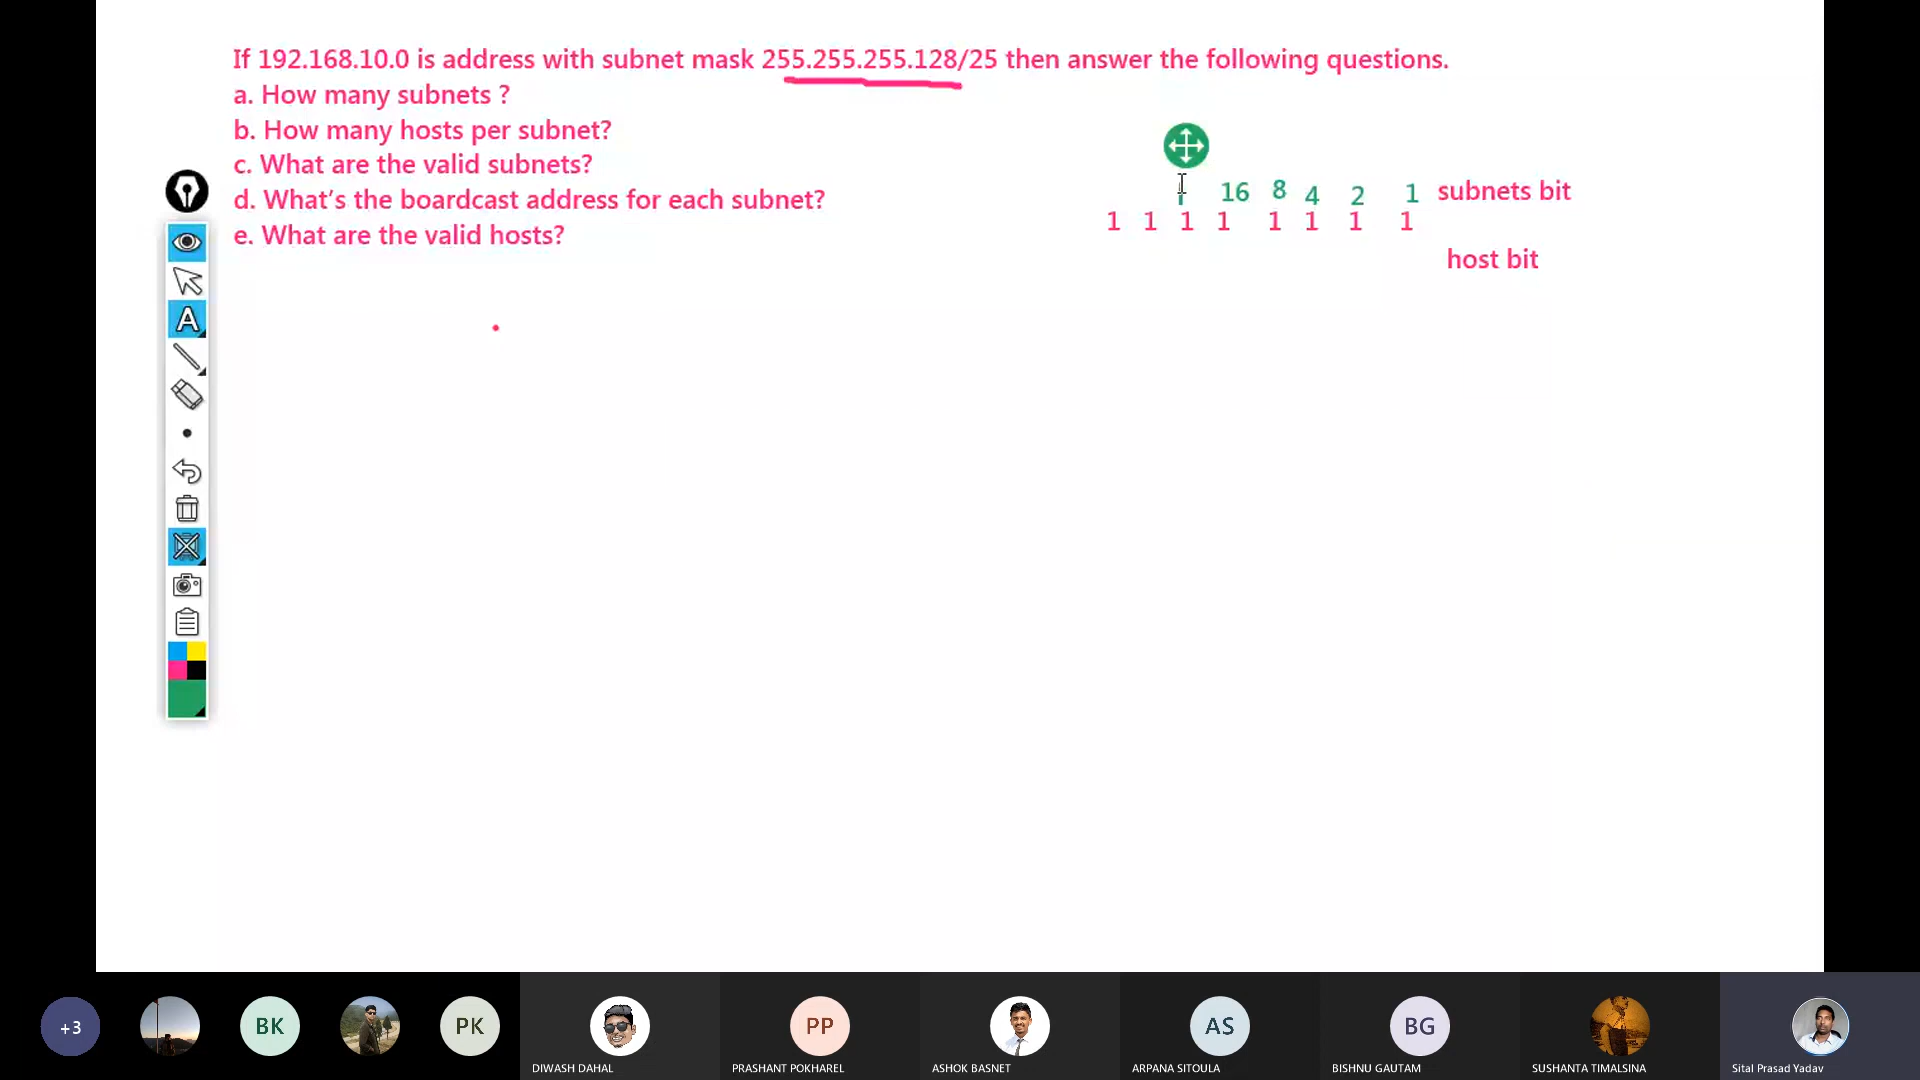 If 192.168.10.0 is address with subnet mask 255.255.255.128/25 then answer the following questions.
a. How many subnets ?
b. How many hosts per subnet?
c. What are the valid subnets?
d. What's the boardcast address for each subnet?
e. What are the valid hosts?
16 8 4 2 1 subnets bit
1 1 1 1 1 1 1 1
host bit
A
+3
BK
PK
PP
AS
BG
DIWASH DAHAL
PRASHANT POKHAREL
ASHOK BASNET
ARPANA SITOULA
BISHNU GAUTAM
SUSHANTA TIMALSINA
Sital Prasad Yadav